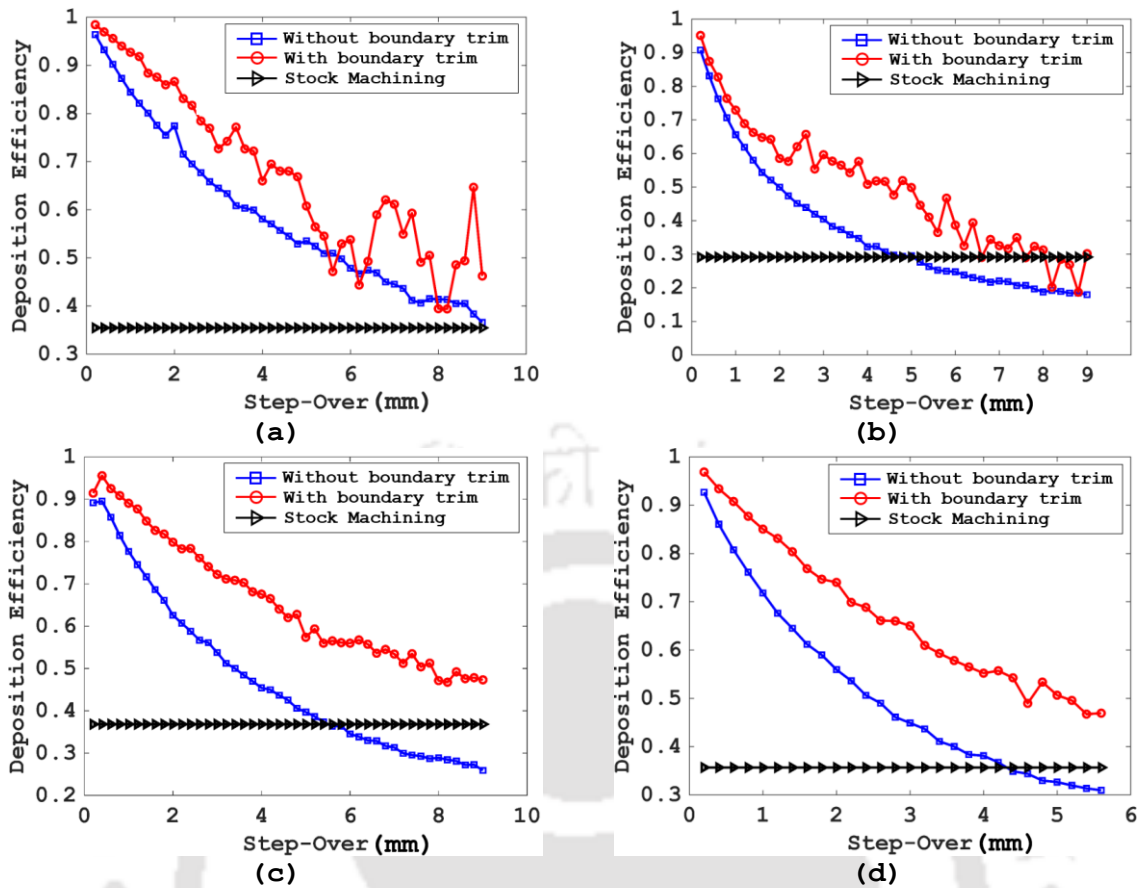 Deposition Efficiency
1
0.9
0.8
0.7
0.6
0.5
0.4
0.3
0 2 4 6 8 10
Step-Over (mm)
Without boundary trim
With boundary trim
Stock Machining
(a)
Deposition Efficiency
1
0.9
0.8
0.7
0.6
0.5
0.4
0.3
0.2
0.1
0
0 1 2 3 4 5 6 7 8 9 10
Step-Over (mm)
Without boundary trim
With boundary trim
Stock Machining
(b)
Deposition Efficiency
1
0.9
0.8
0.7
0.6
0.5
0.4
0.3
0.2
0 2 4 6 8 10
Step-Over (mm)
Without boundary trim
With boundary trim
Stock Machining
(c)
Deposition Efficiency
1
0.9
0.8
0.7
0.6
0.5
0.4
0.3
0 1 2 3 4 5 6
Step-Over (mm)
Without boundary trim
With boundary trim
Stock Machining
(d)